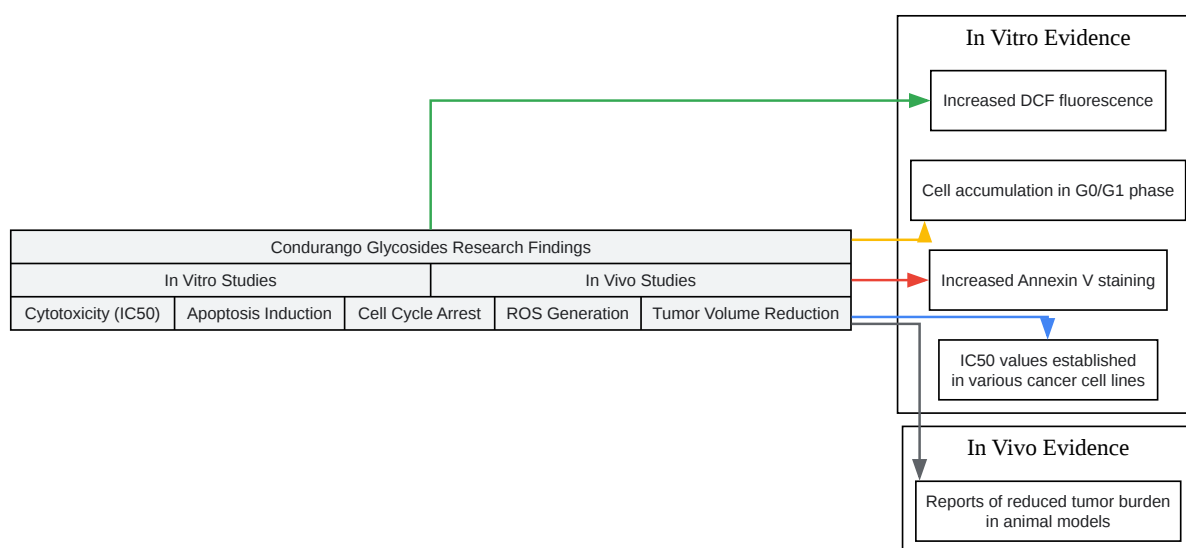 In Vitro Evidence
Increased DCF fluorescence
Cell accumulation in G0/G1 phase
Condurango Glycosides Research Findings
In Vitro Studies
In Vivo Studies
Increased Annexin V staining
Cytotoxicity (IC50)
Apoptosis Induction
Cell Cycle Arrest
ROS Generation
Tumor Volume Reduction
IC50 values established
in various cancer cell lines
In Vivo Evidence
Reports of reduced tumor burden
in animal models